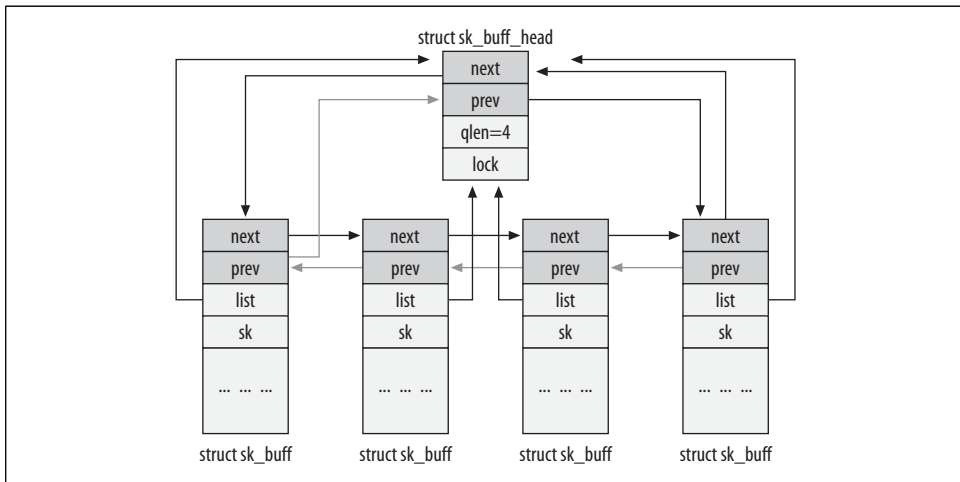 struct sk_buff_head
next
prev
qlen=4
lock
next
prev
list
sk
... ... ...
struct sk_buff
next
prev
list
sk
... ... ...
struct sk_buff
next
prev
list
sk
... ... ...
struct sk_buff
next
prev
list
sk
... ... ...
struct sk_buff